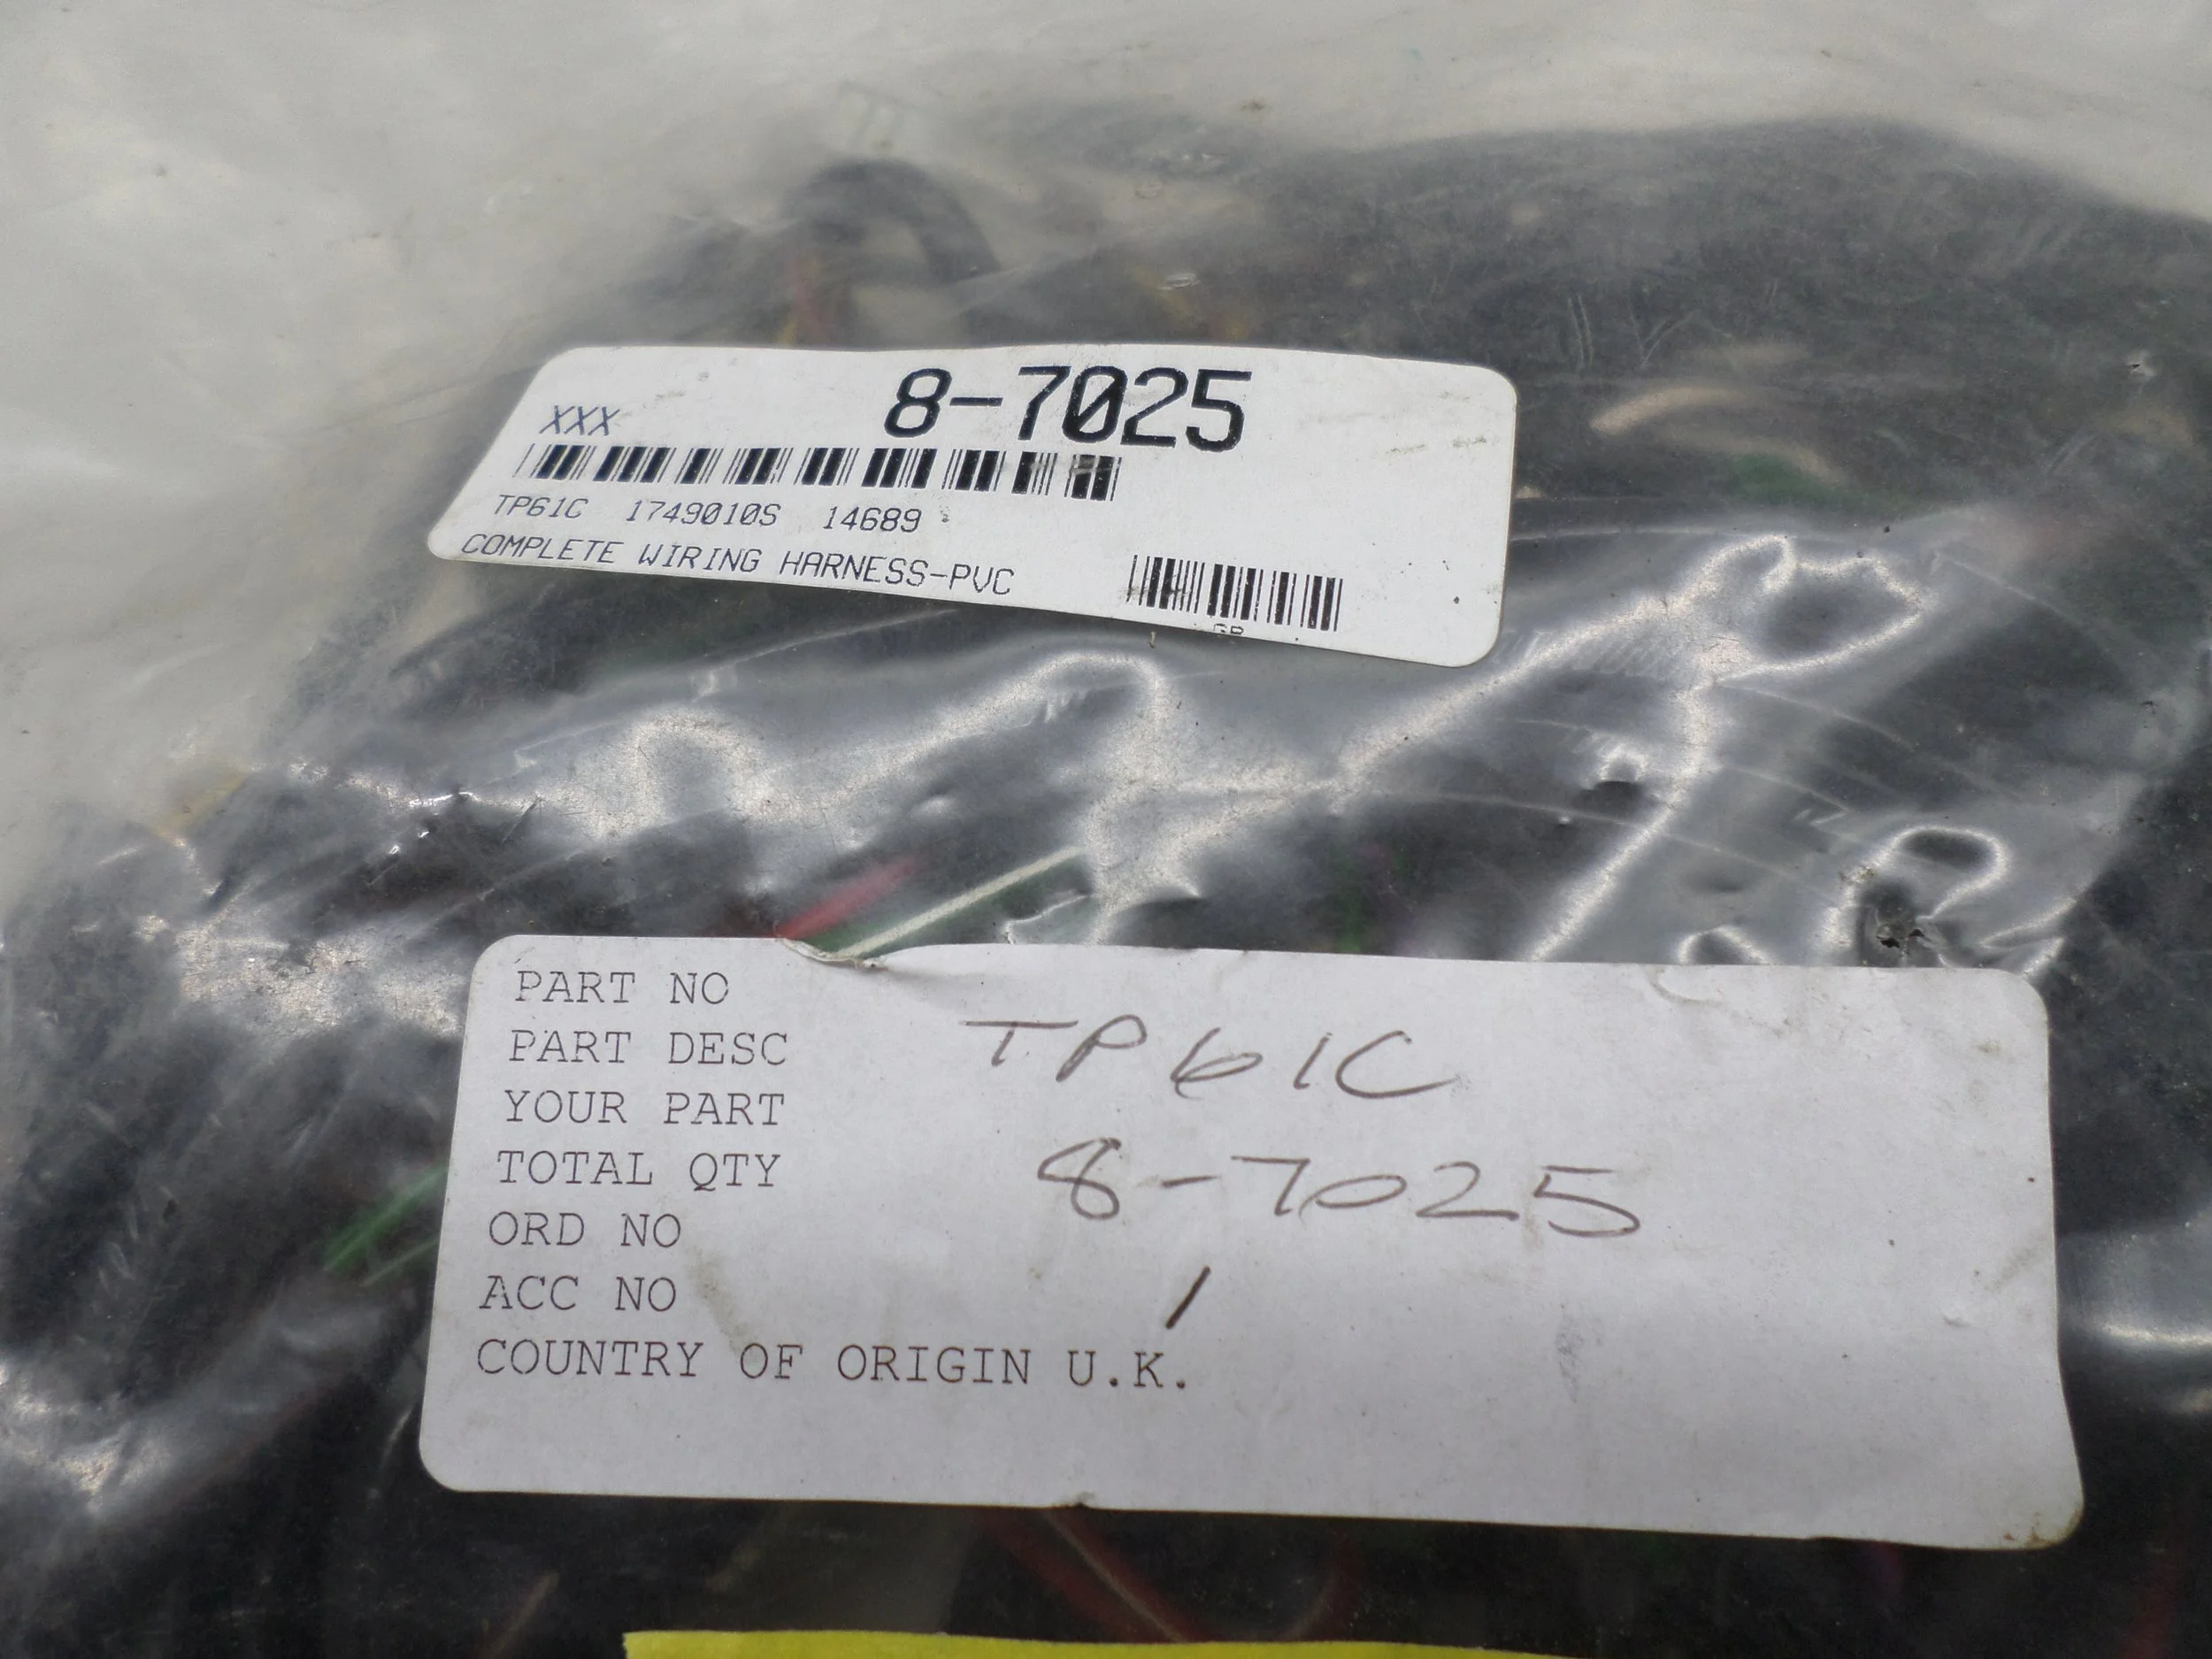 XXX 8-7025
TP61C 1749010S 14689
COMPLETE WIRING HARNESS-PVC
PART NO
PART DESC TP61C
YOUR PART
TOTAL QTY 8-7025
ORD NO
ACC NO 1
COUNTRY OF ORIGIN U.K.